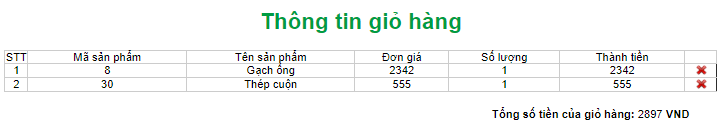 Thông tin giỏ hàng
STT Mã sản phẩm Tên sản phẩm Đơn giá Số lượng Thành tiền
1 8 Gạch ống 2342 1 2342
2 30 Thép cuộn 555 1 555
Tổng số tiền của giỏ hàng: 2897 VND